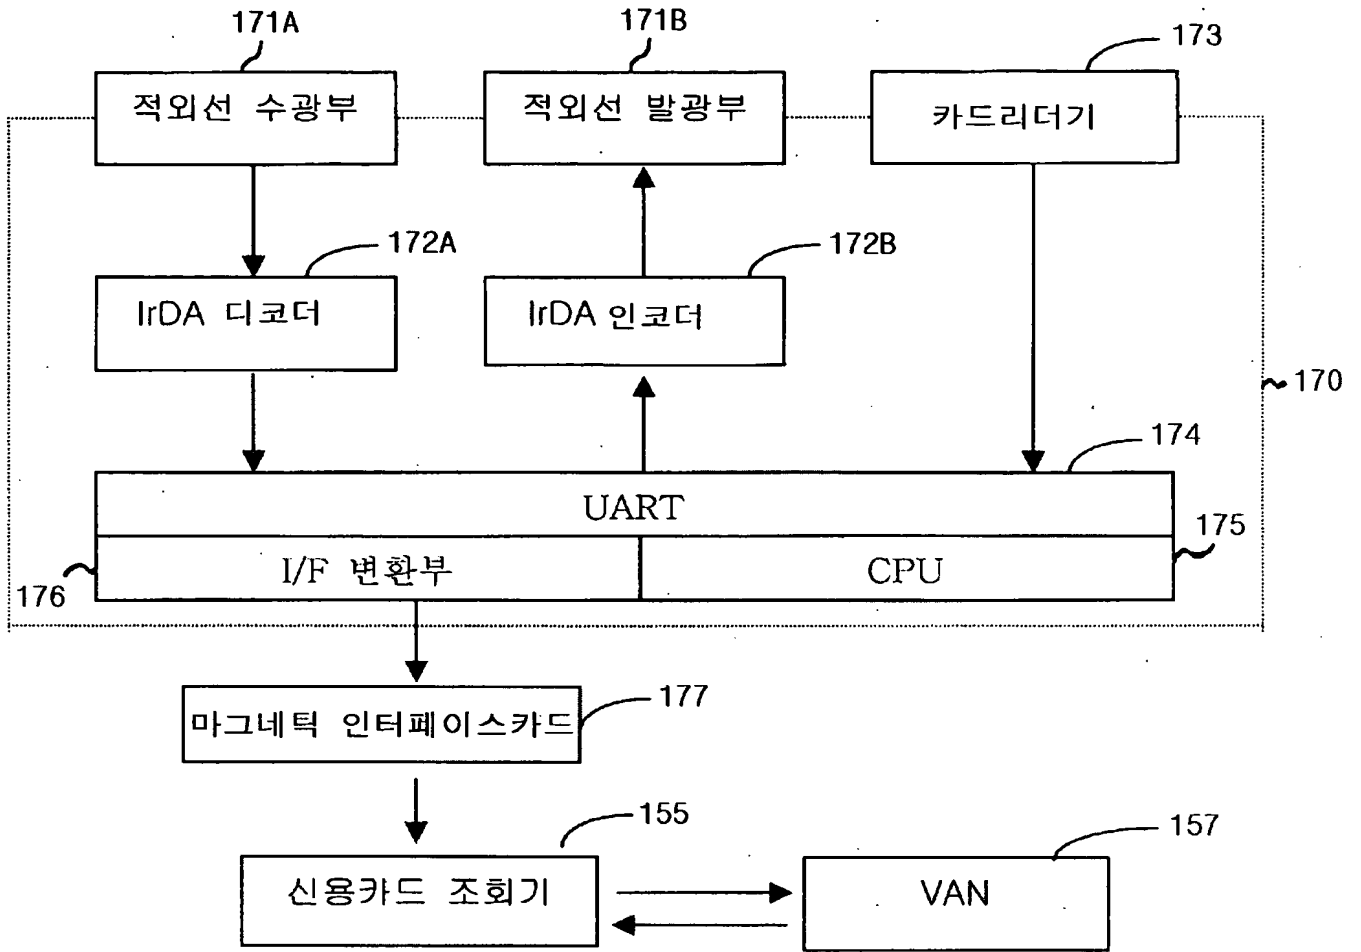 171A
171B
173
적외선 수광부
적외선 발광부
카드리더기
172A
172B
IrDA 디코더
IrDA 인코더
170
174
UART
175
I/F 변환부
CPU
176
177
마그네틱 인터페이스카드
155
157
신용카드 조회기
VAN